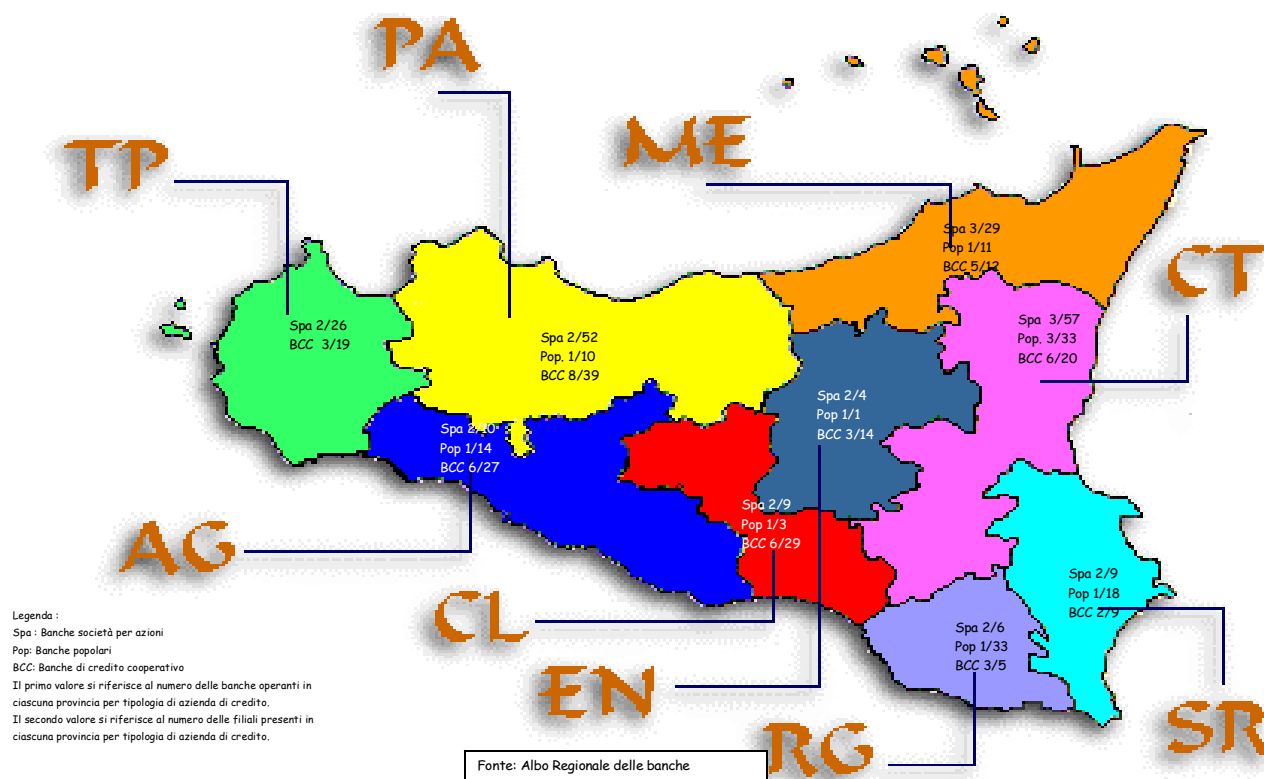 PA
ME
TP
CT
Spa 3/29
Pop 1/11
BCC 5/12
Spa 2/26
BCC 3/19
Spa 2/52
Pop. 1/10
BCC 8/39
Spa 3/57
Pop. 3/33
BCC 6/20
Spa 2/4
Pop 1/1
BCC 3/14
Spa 2/10
Pop 1/14
BCC 6/27
Spa 2/9
Pop 1/3
BCC 6/29
AG
CL
EN
RG
SR
Spa 2/9
Pop 1/18
BCC 2/9
Spa 2/6
Pop 1/33
BCC 3/5
Legenda :
Spa : Banche società per azioni
Pop: Banche popolari
BCC: Banche di credito cooperativo
Il primo valore si riferisce al numero delle banche operanti in
ciascuna provincia per tipologia di azienda di credito.
Il secondo valore si riferisce al numero delle filiali presenti in
ciascuna provincia per tipologia di azienda di credito.
Fonte: Albo Regionale delle banche